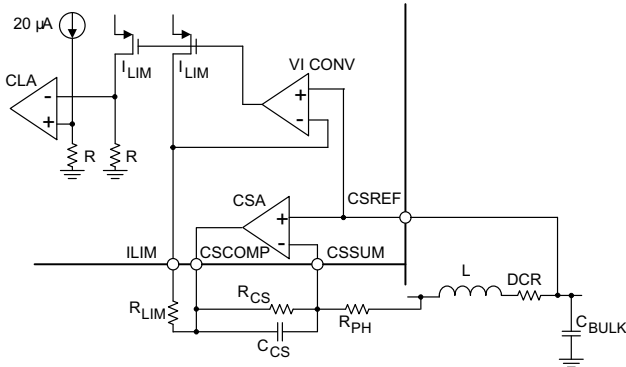 20 µA
CLA
-
+
R
R
I LIM
I LIM
VI CONV
+
-
CSA
+
-
CSREF
ILIM
CSCOMP
CSSUM
R LIM
R CS
C CS
R PH
L
DCR
C BULK